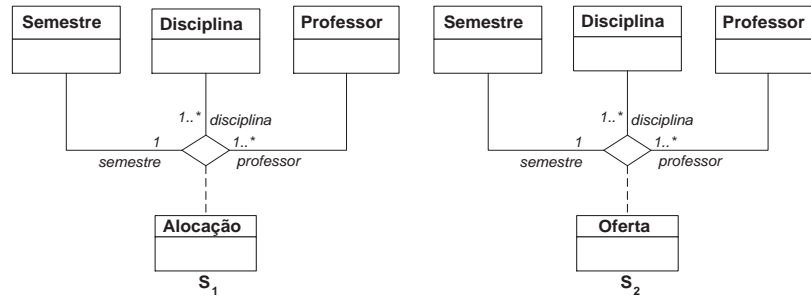 Semestre Disciplina Professor Semestre Disciplina Professor
1..* disciplina 1..* disciplina
1 1..* 1 1..*
semestre professor semestre professor
Alocação Oferta
S1 S2